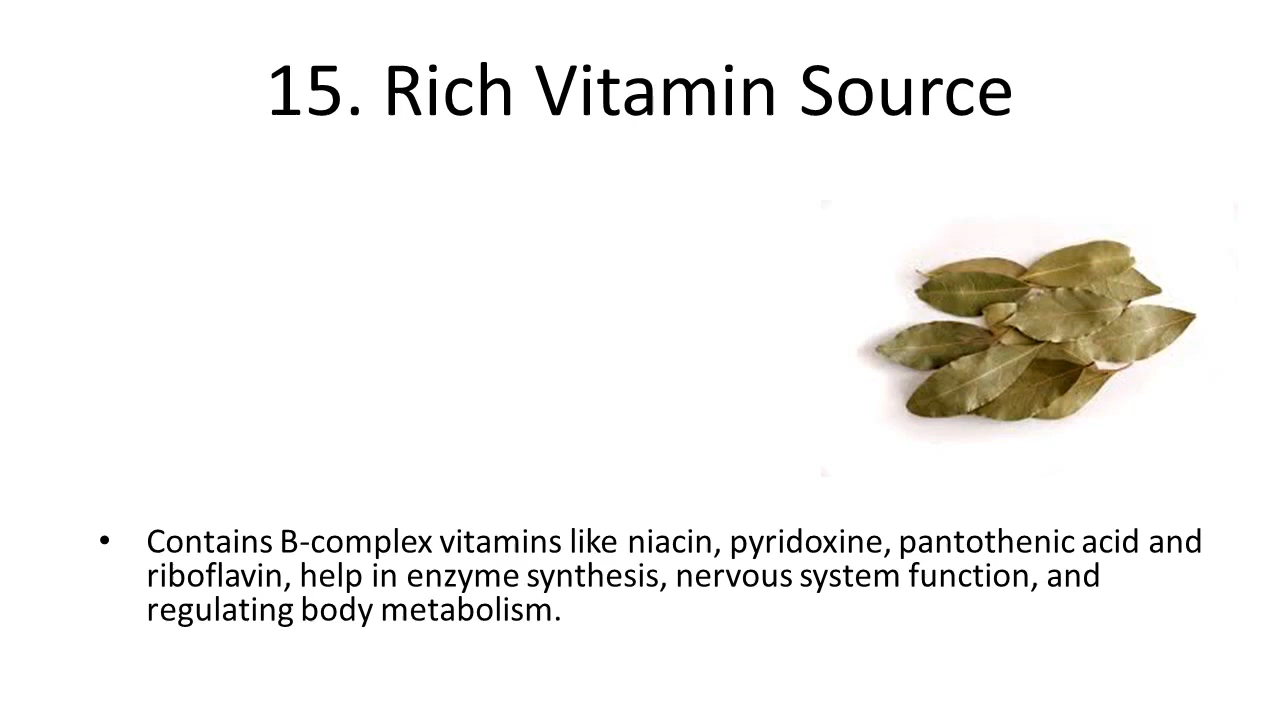 15. Rich Vitamin Source
• Contains B-complex vitamins like niacin, pyridoxine, pantothenic acid and
riboflavin, help in enzyme synthesis, nervous system function, and
regulating body metabolism.